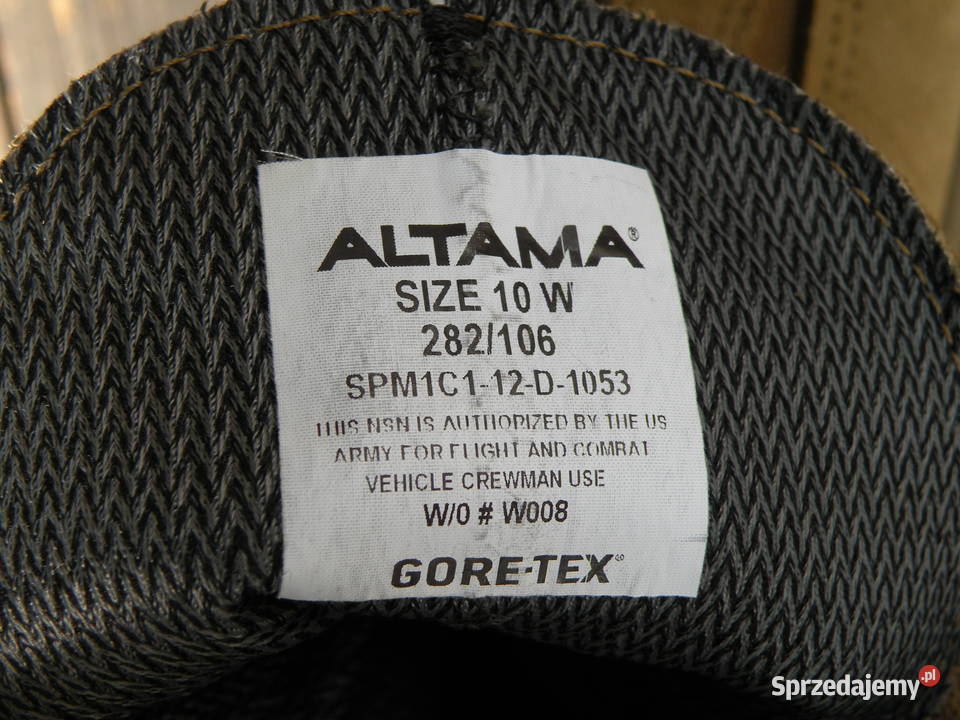 ALTAMA®
SIZE 10 W
282/106
SPM1C1-12-D-1053
THIS NSN IS AUTHORIZED BY THE US
ARMY FOR FLIGHT AND COMBAT
VEHICLE CREWMAN USE
W/0 # W008
GORE-TEX®
Sprzedajemy.pl